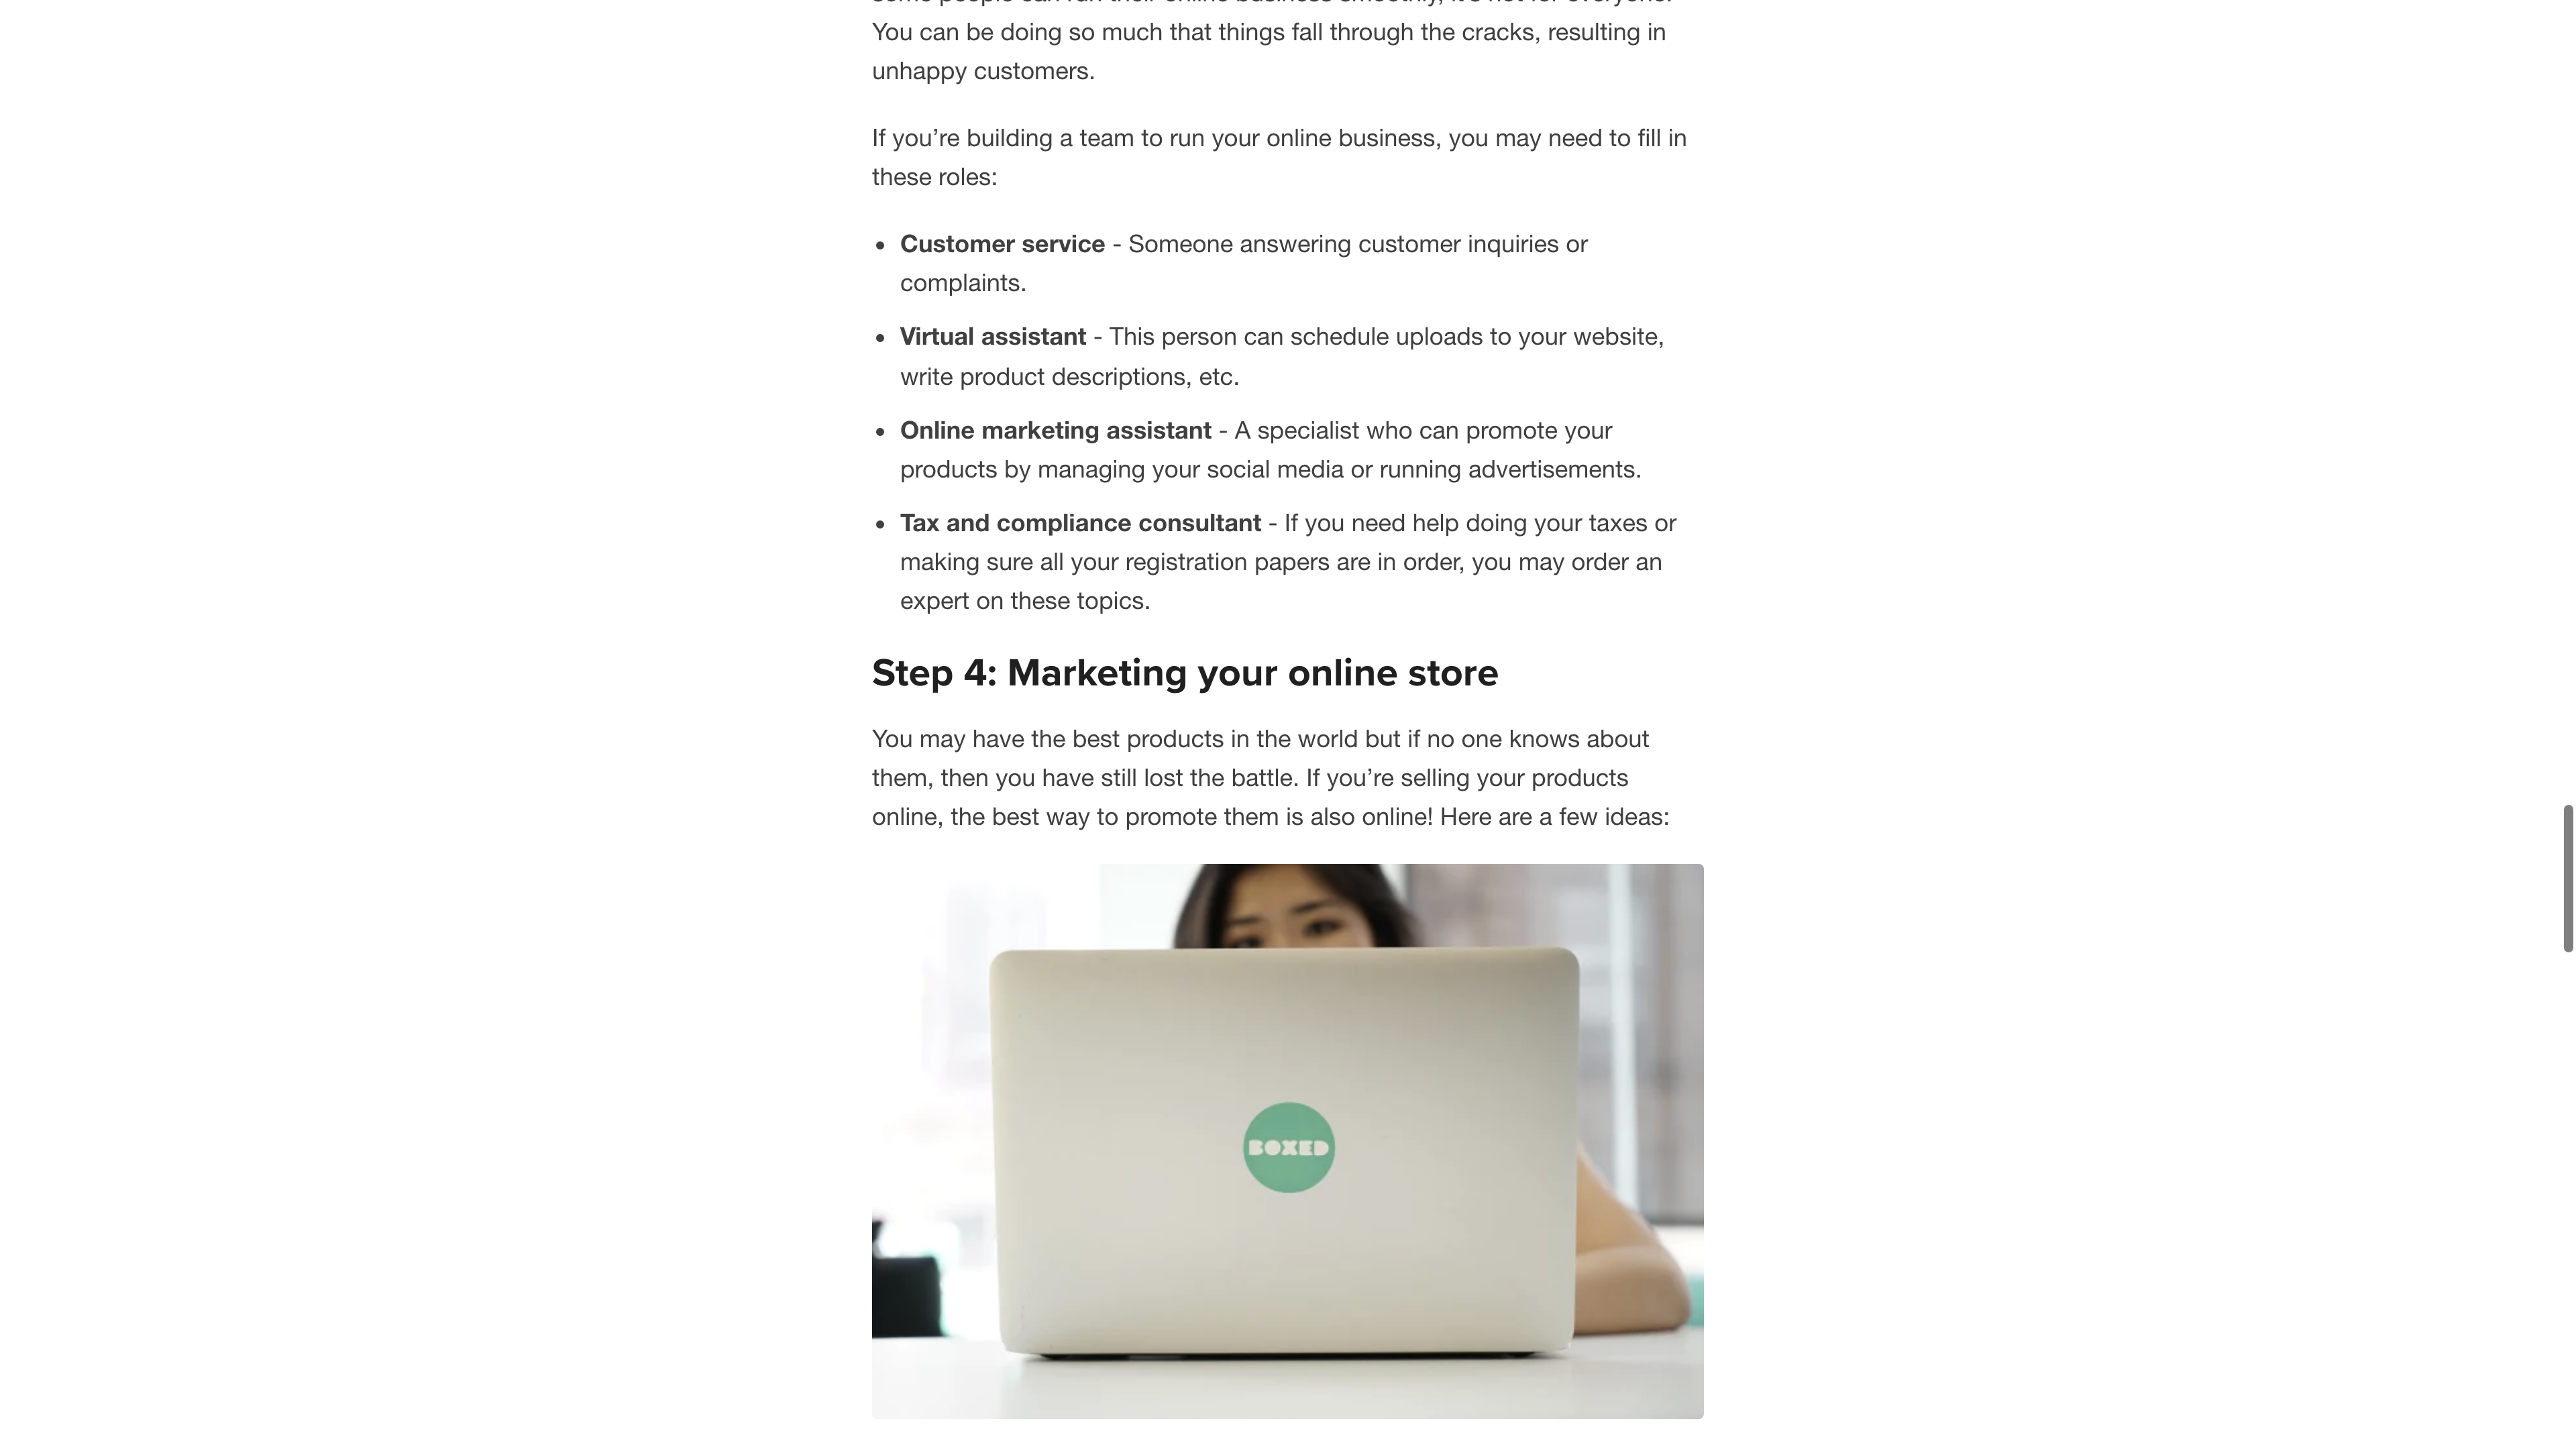 You can be doing so much that things fall through the cracks, resulting in
unhappy customers.
If you’re building a team to run your online business, you may need to fill in
these roles:
• Customer service - Someone answering customer inquiries or
complaints.
• Virtual assistant - This person can schedule uploads to your website,
write product descriptions, etc.
• Online marketing assistant - A specialist who can promote your
products by managing your social media or running advertisements.
• Tax and compliance consultant - If you need help doing your taxes or
making sure all your registration papers are in order, you may order an
expert on these topics.
Step 4: Marketing your online store
You may have the best products in the world but if no one knows about
them, then you have still lost the battle. If you’re selling your products
online, the best way to promote them is also online! Here are a few ideas:
BOXED